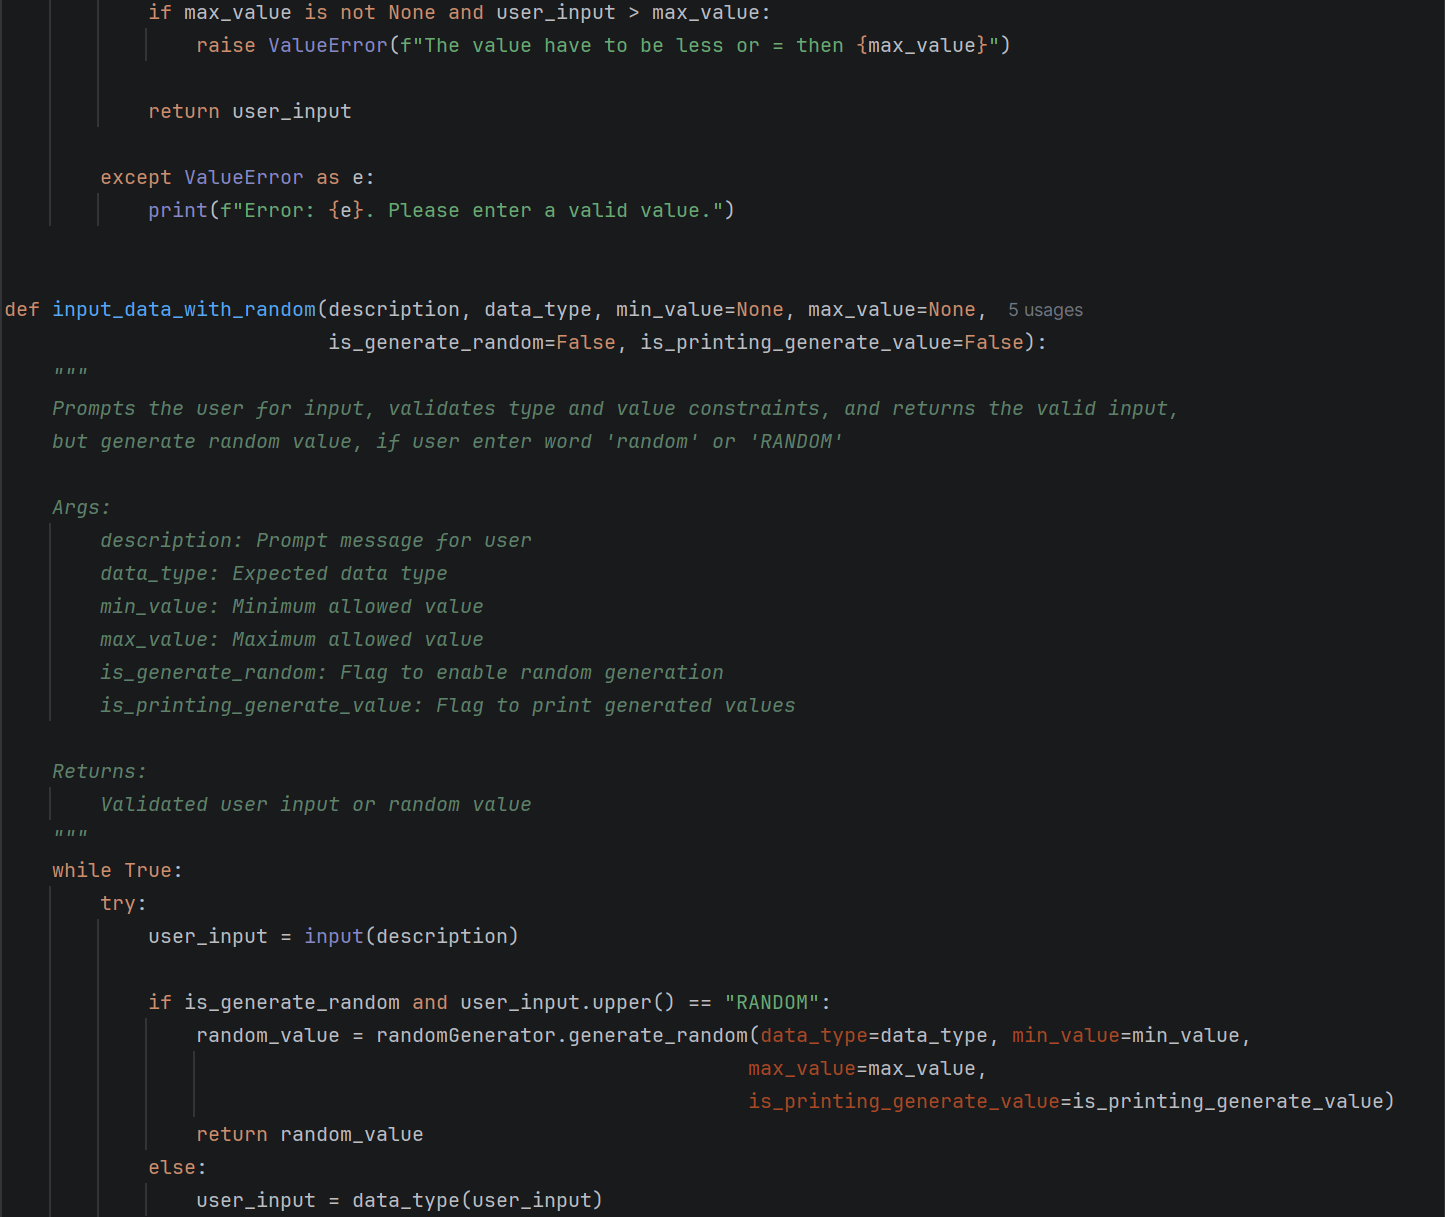 if max_value is not None and user_input > max_value:
raise ValueError(f"The value have to be less or = then {max_value}")
return user_input
except ValueError as e:
print(f"Error: {e}. Please enter a valid value.")
def input_data_with_random(description, data_type, min_value=None, max_value=None, 5 usages
is_generate_random=False, is_printing_generate_value=False):
"""
Prompts the user for input, validates type and value constraints, and returns the valid input,
but generate random value, if user enter word 'random' or 'RANDOM'
Args:
description: Prompt message for user
data_type: Expected data type
min_value: Minimum allowed value
max_value: Maximum allowed value
is_generate_random: Flag to enable random generation
is_printing_generate_value: Flag to print generated values
Returns:
Validated user input or random value
"""
while True:
try:
user_input = input(description)
if is_generate_random and user_input.upper() == "RANDOM":
random_value = randomGenerator.generate_random(data_type=data_type, min_value=min_value,
max_value=max_value,
is_printing_generate_value=is_printing_generate_value)
return random_value
else:
user_input = data_type(user_input)